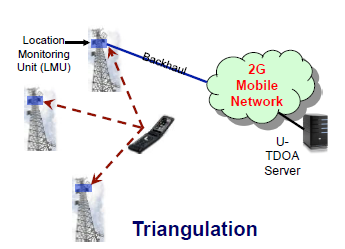 Location
Monitoring
Unit (LMU)
Backhaul
2G
Mobile
Network
U-
TDOA
Server
Triangulation